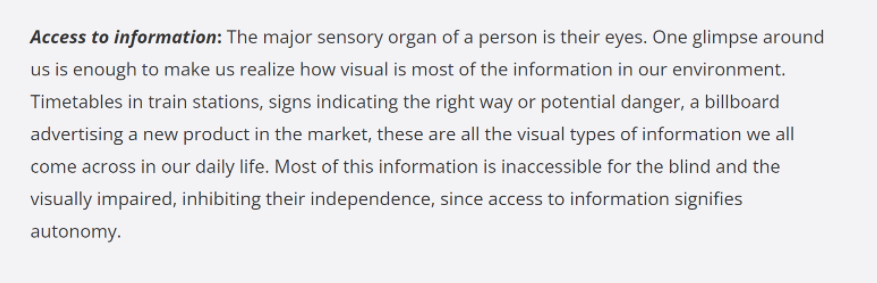 Access to information: The major sensory organ of a person is their eyes. One glimpse around
us is enough to make us realize how visual is most of the information in our environment.
Timetables in train stations, signs indicating the right way or potential danger, a billboard
advertising a new product in the market, these are all the visual types of information we all
come across in our daily life. Most of this information is inaccessible for the blind and the
visually impaired, inhibiting their independence, since access to information signifies
autonomy.